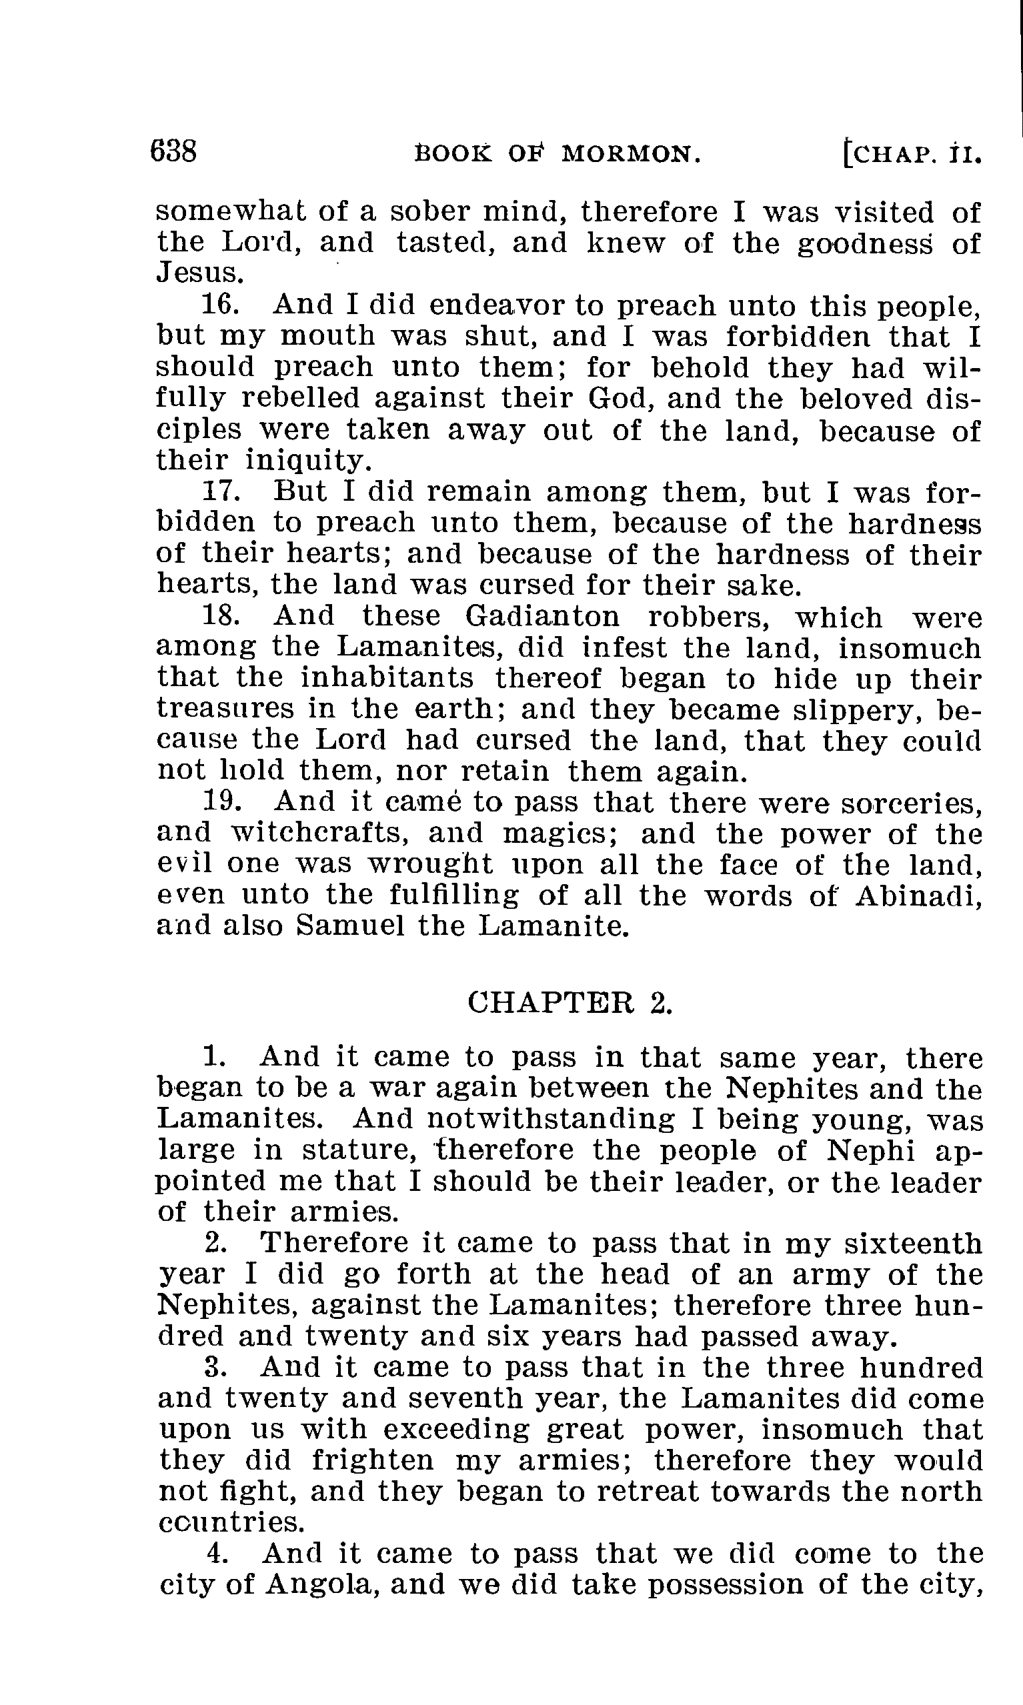 638 BOOK OF MORMON. [CHAP. II.
somewhat of a sober mind, therefore I was visited of
the Lord, and tasted, and knew of the goodness of
Jesus.
16. And I did endeavor to preach unto this people,
but my mouth was shut, and I was forbidden that I
should preach unto them; for behold they had wil-
fully rebelled against their God, and the beloved dis-
ciples were taken away out of the land, because of
their iniquity.
17. But I did remain among them, but I was for-
bidden to preach unto them, because of the hardness
of their hearts; and because of the hardness of their
hearts, the land was cursed for their sake.
18. And these Gadianton robbers, which were
among the Lamanites, did infest the land, insomuch
that the inhabitants thereof began to hide up their
treasures in the earth; and they became slippery, be-
cause the Lord had cursed the land, that they could
not hold them, nor retain them again.
19. And it came to pass that there were sorceries,
and witchcrafts, and magics; and the power of the
evil one was wrought upon all the face of the land,
even unto the fulfilling of all the words of Abinadi,
and also Samuel the Lamanite.
CHAPTER 2.
1. And it came to pass in that same year, there
began to be a war again between the Nephites and the
Lamanites. And notwithstanding I being young, was
large in stature, therefore the people of Nephi ap-
pointed me that I should be their leader, or the leader
of their armies.
2. Therefore it came to pass that in my sixteenth
year I did go forth at the head of an army of the
Nephites, against the Lamanites; therefore three hun-
dred and twenty and six years had passed away.
3. And it came to pass that in the three hundred
and twenty and seventh year, the Lamanites did come
upon us with exceeding great power, insomuch that
they did frighten my armies; therefore they would
not fight, and they began to retreat towards the north
countries.
4. And it came to pass that we did come to the
city of Angola, and we did take possession of the city,